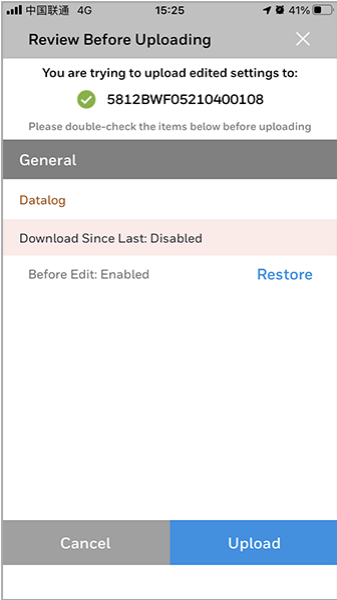 中国联通 4G 15:25 41%
Review Before Uploading
You are trying to upload edited settings to:
5812BWF05210400108
Please double-check the items below before uploading
General
Datalog
Download Since Last: Disabled
Before Edit: Enabled Restore
Cancel Upload